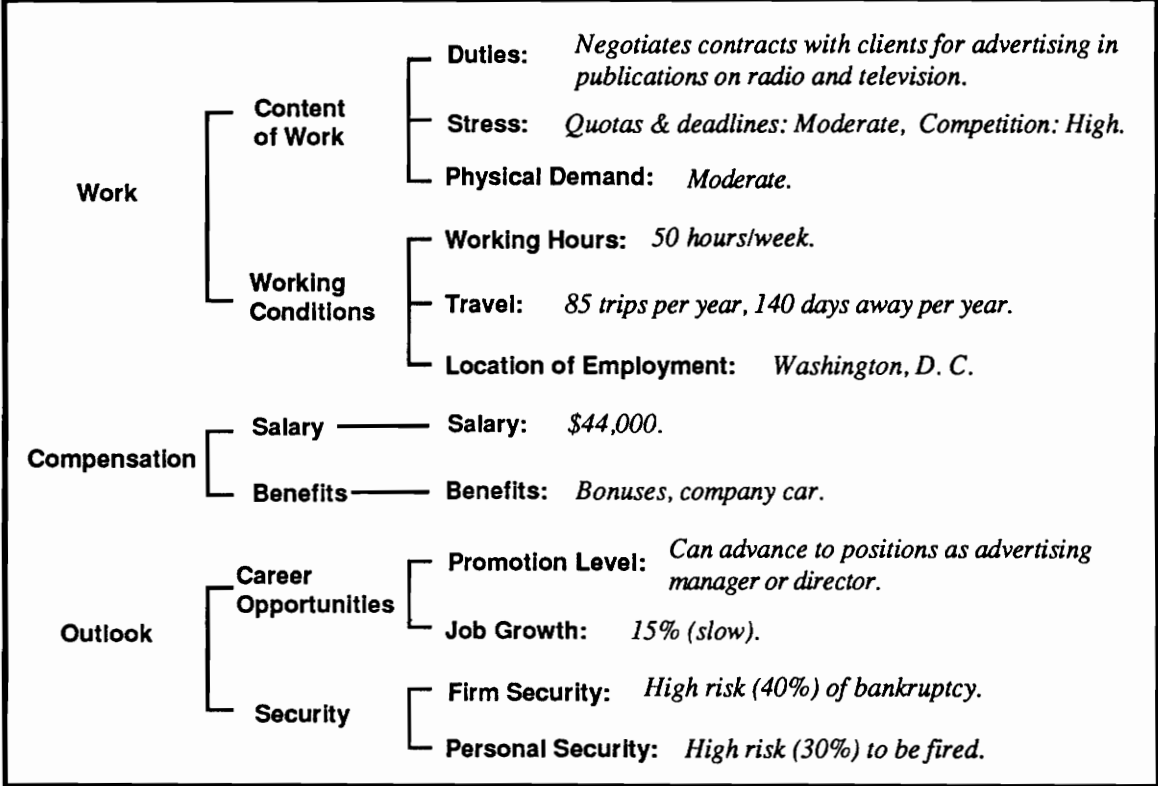 Duties: Negotiates contracts with clients for advertising in
publications on radio and television.
Content
of Work
Stress: Quotas & deadlines: Moderate, Competition: High.
Work
Physical Demand: Moderate.
Working Hours: 50 hours/week.
Working
Conditions
Travel: 85 trips per year, 140 days away per year.
Location of Employment: Washington, D. C.
Compensation
Salary Salary: $44,000.
Benefits Benefits: Bonuses, company car.
Outlook
Career
Opportunities
Promotion Level: Can advance to positions as advertising
manager or director.
Job Growth: 15% (slow).
Security
Firm Security: High risk (40%) of bankruptcy.
Personal Security: High risk (30%) to be fired.